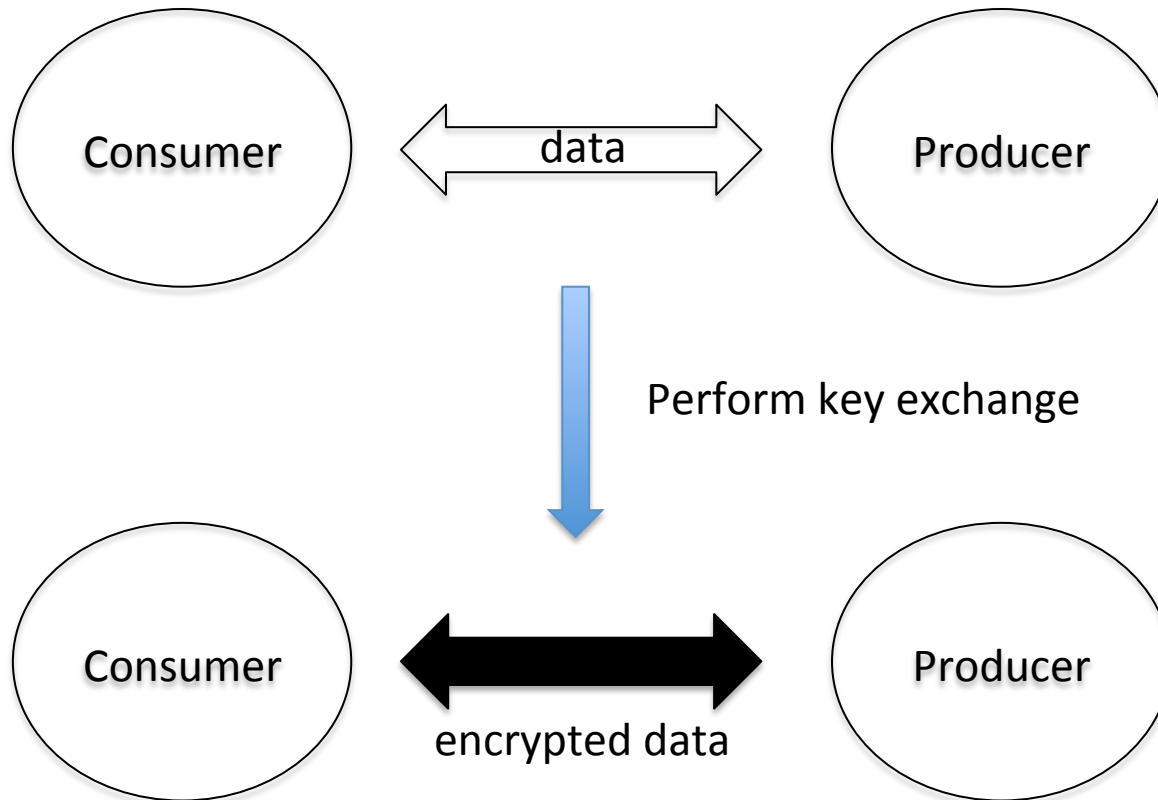 Consumer
data
Producer
Perform key exchange
Consumer
Producer
encrypted data